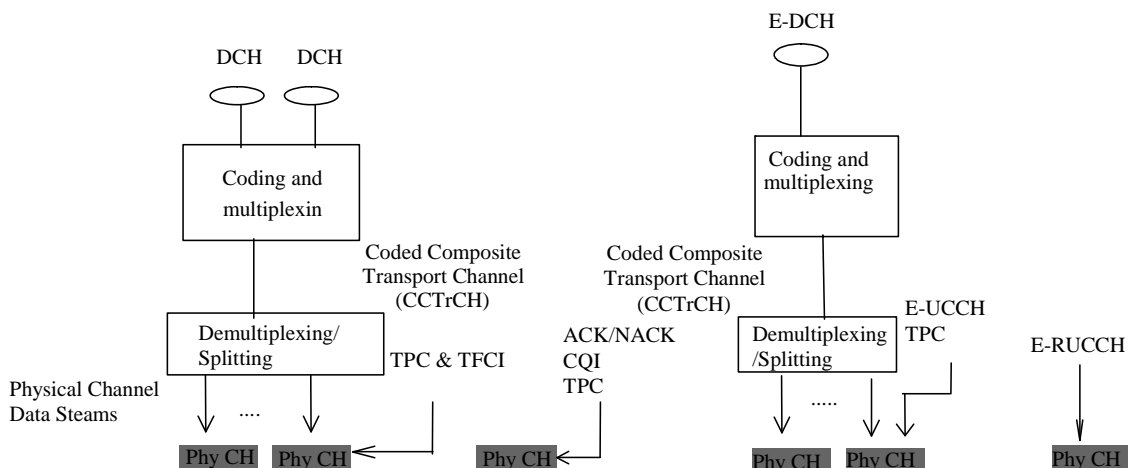 E-DCH
DCH DCH
Coding and
multiplexin
Coding and
multiplexing
Coded Composite
Transport Channel
(CCTrCH)
Coded Composite
Transport Channel
(CCTrCH)
Demultiplexing/
Splitting
TPC & TFCI
ACK/NACK
CQI
TPC
Demultiplexing
/Splitting
E-UCCH
TPC
E-RUCCH
Physical Channel
Data Steams
....
.....
Phy CH Phy CH Phy CH Phy CH Phy CH Phy CH